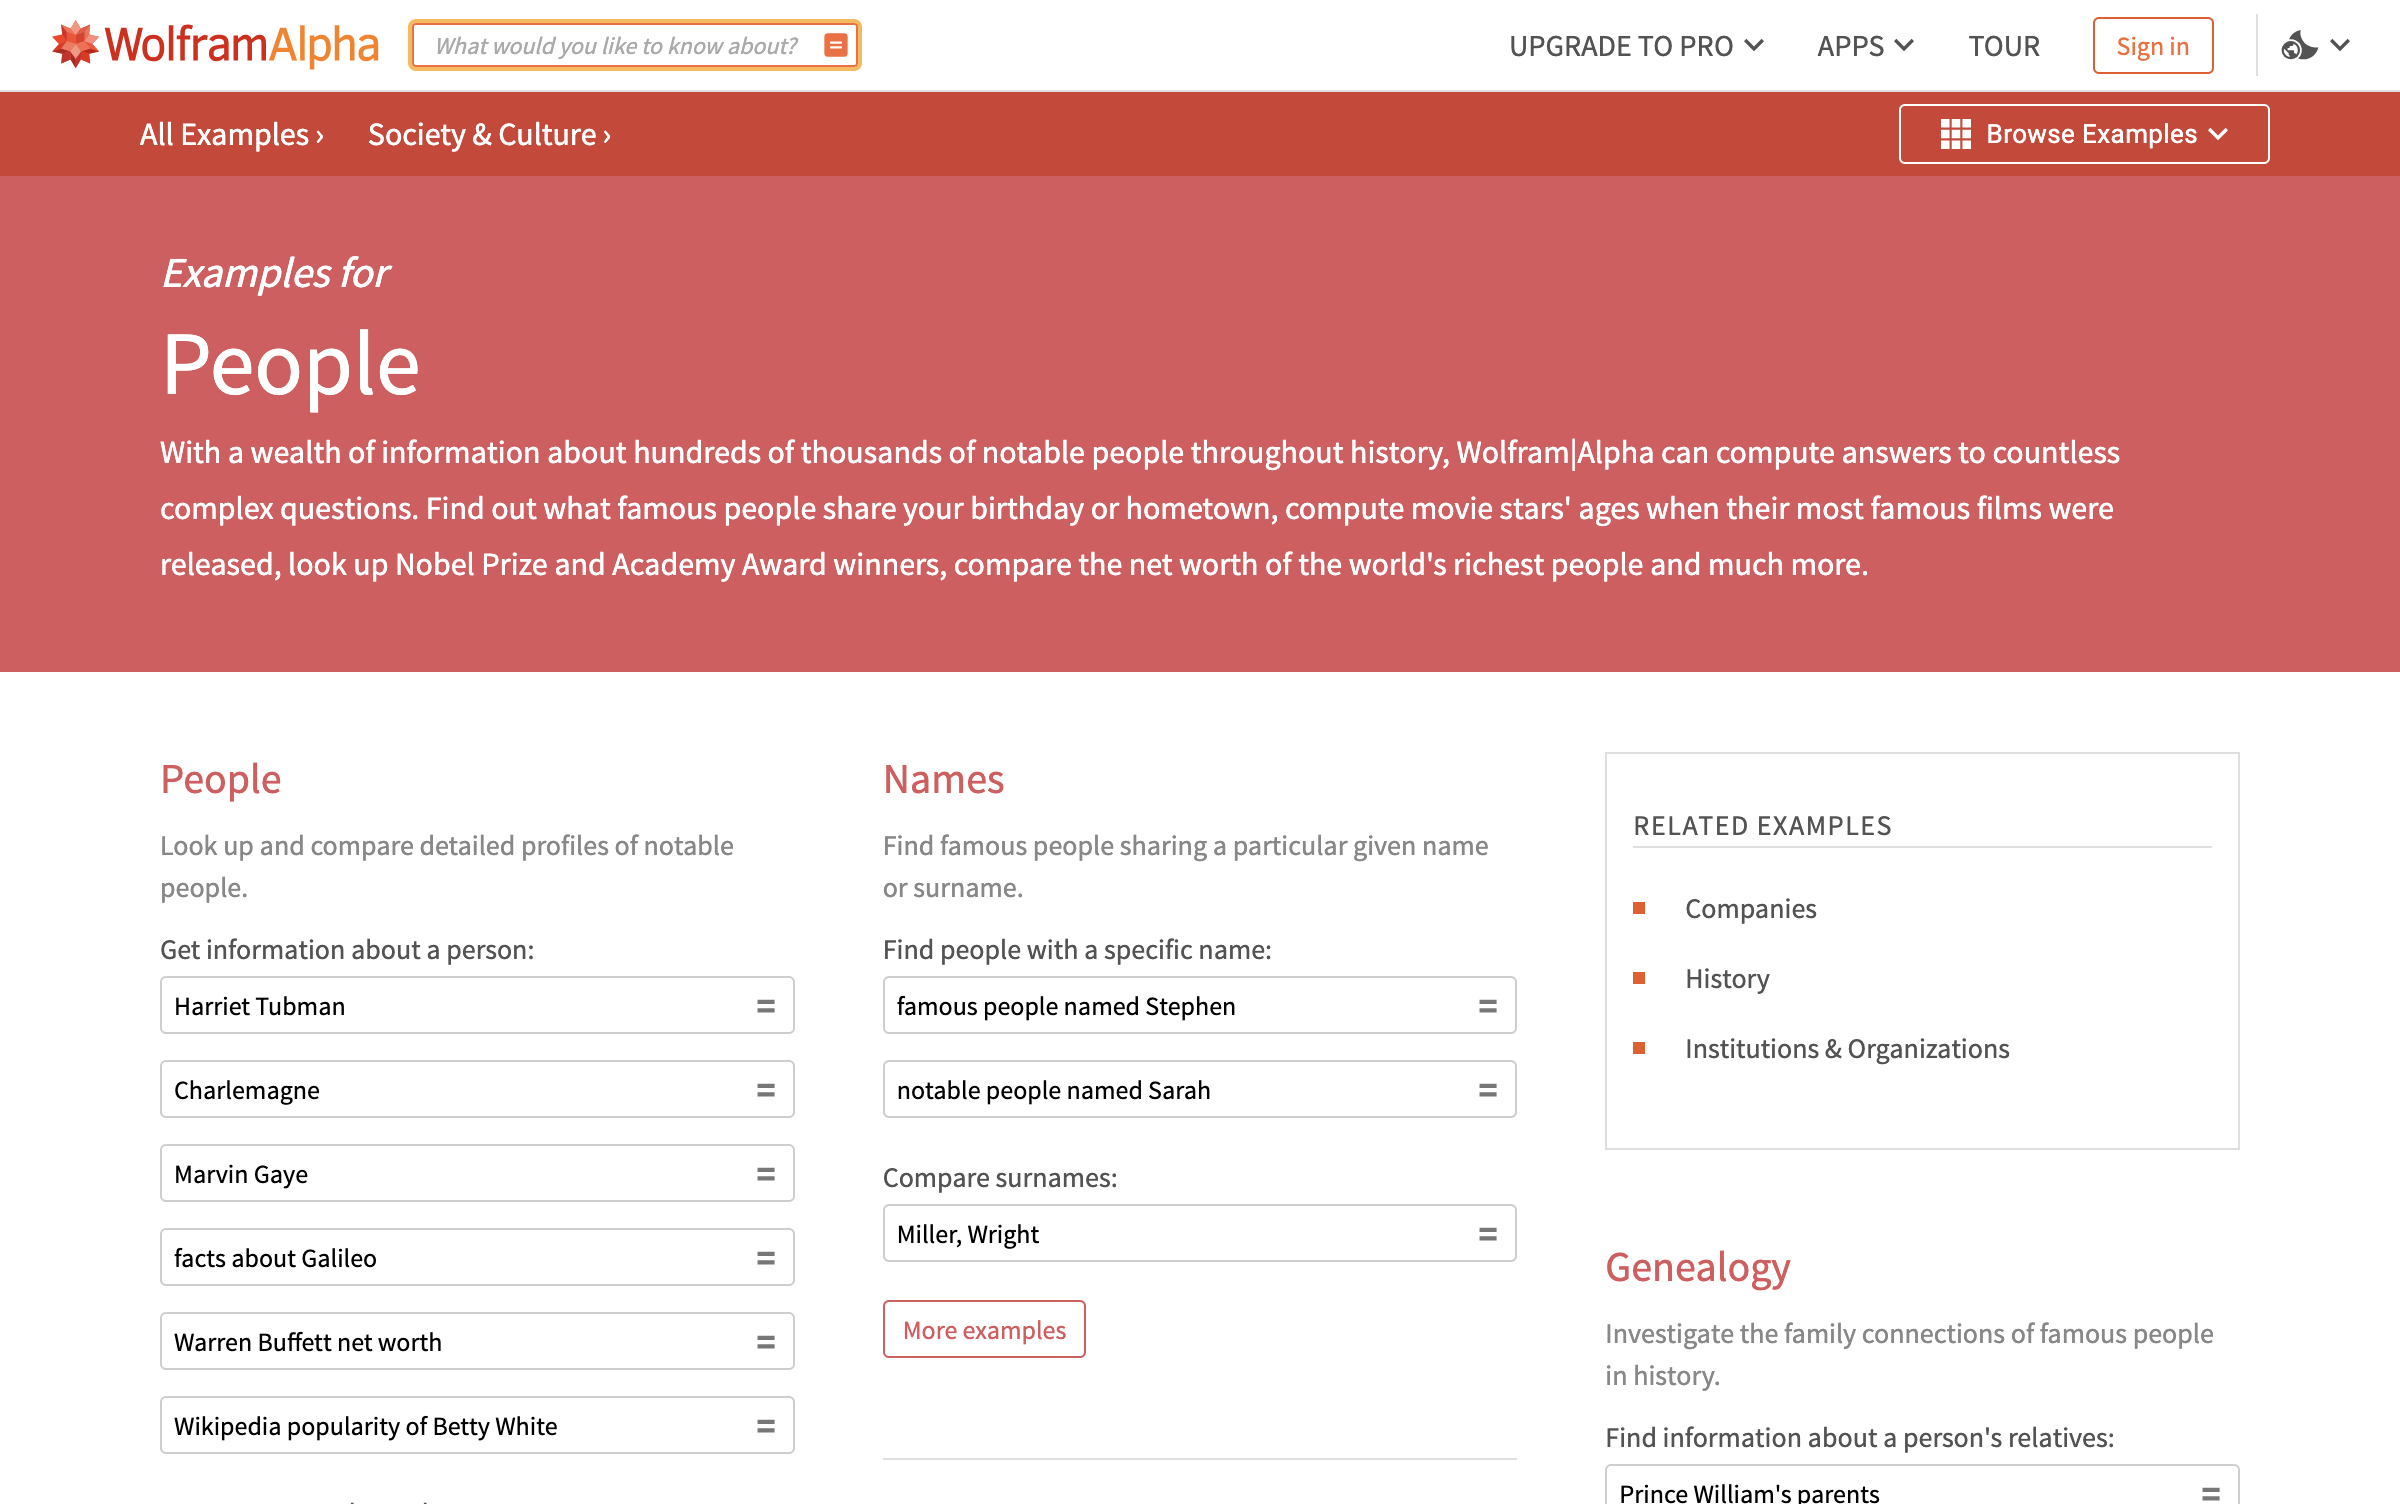 WolframAlpha
What would you like to know about?
UPGRADE TO PRO
APPS
TOUR
Sign in
All Examples ›
Society & Culture ›
Browse Examples
Examples for
People
With a wealth of information about hundreds of thousands of notable people throughout history, Wolfram|Alpha can compute answers to countless
complex questions. Find out what famous people share your birthday or hometown, compute movie stars' ages when their most famous films were
released, look up Nobel Prize and Academy Award winners, compare the net worth of the world's richest people and much more.
People
Look up and compare detailed profiles of notable
people.
Get information about a person:
Harriet Tubman
Charlemagne
Marvin Gaye
facts about Galileo
Warren Buffett net worth
Wikipedia popularity of Betty White
Names
Find famous people sharing a particular given name
or surname.
Find people with a specific name:
famous people named Stephen
notable people named Sarah
Compare surnames:
Miller, Wright
More examples
RELATED EXAMPLES
Companies
History
Institutions & Organizations
Genealogy
Investigate the family connections of famous people
in history.
Find information about a person's relatives:
Prince William's parents